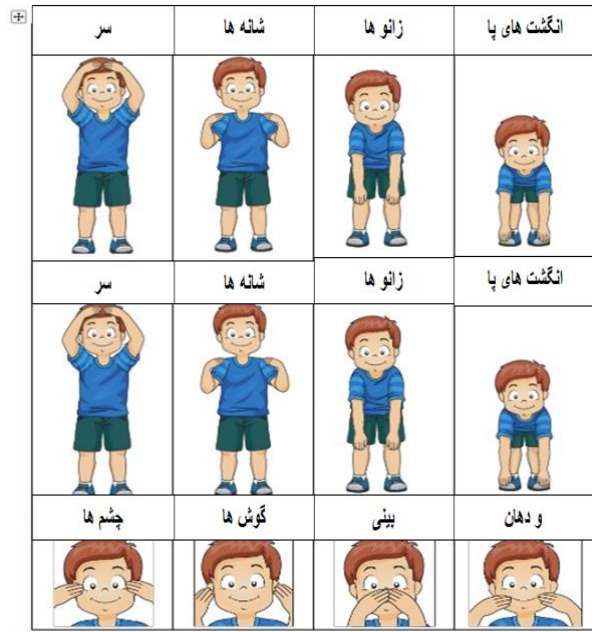 سر
شانه ها
زانو ها
انگشت های پا
سر
شانه ها
زانو ها
انگشت های پا
چشم ها
گوش ها
بینی
و دهان